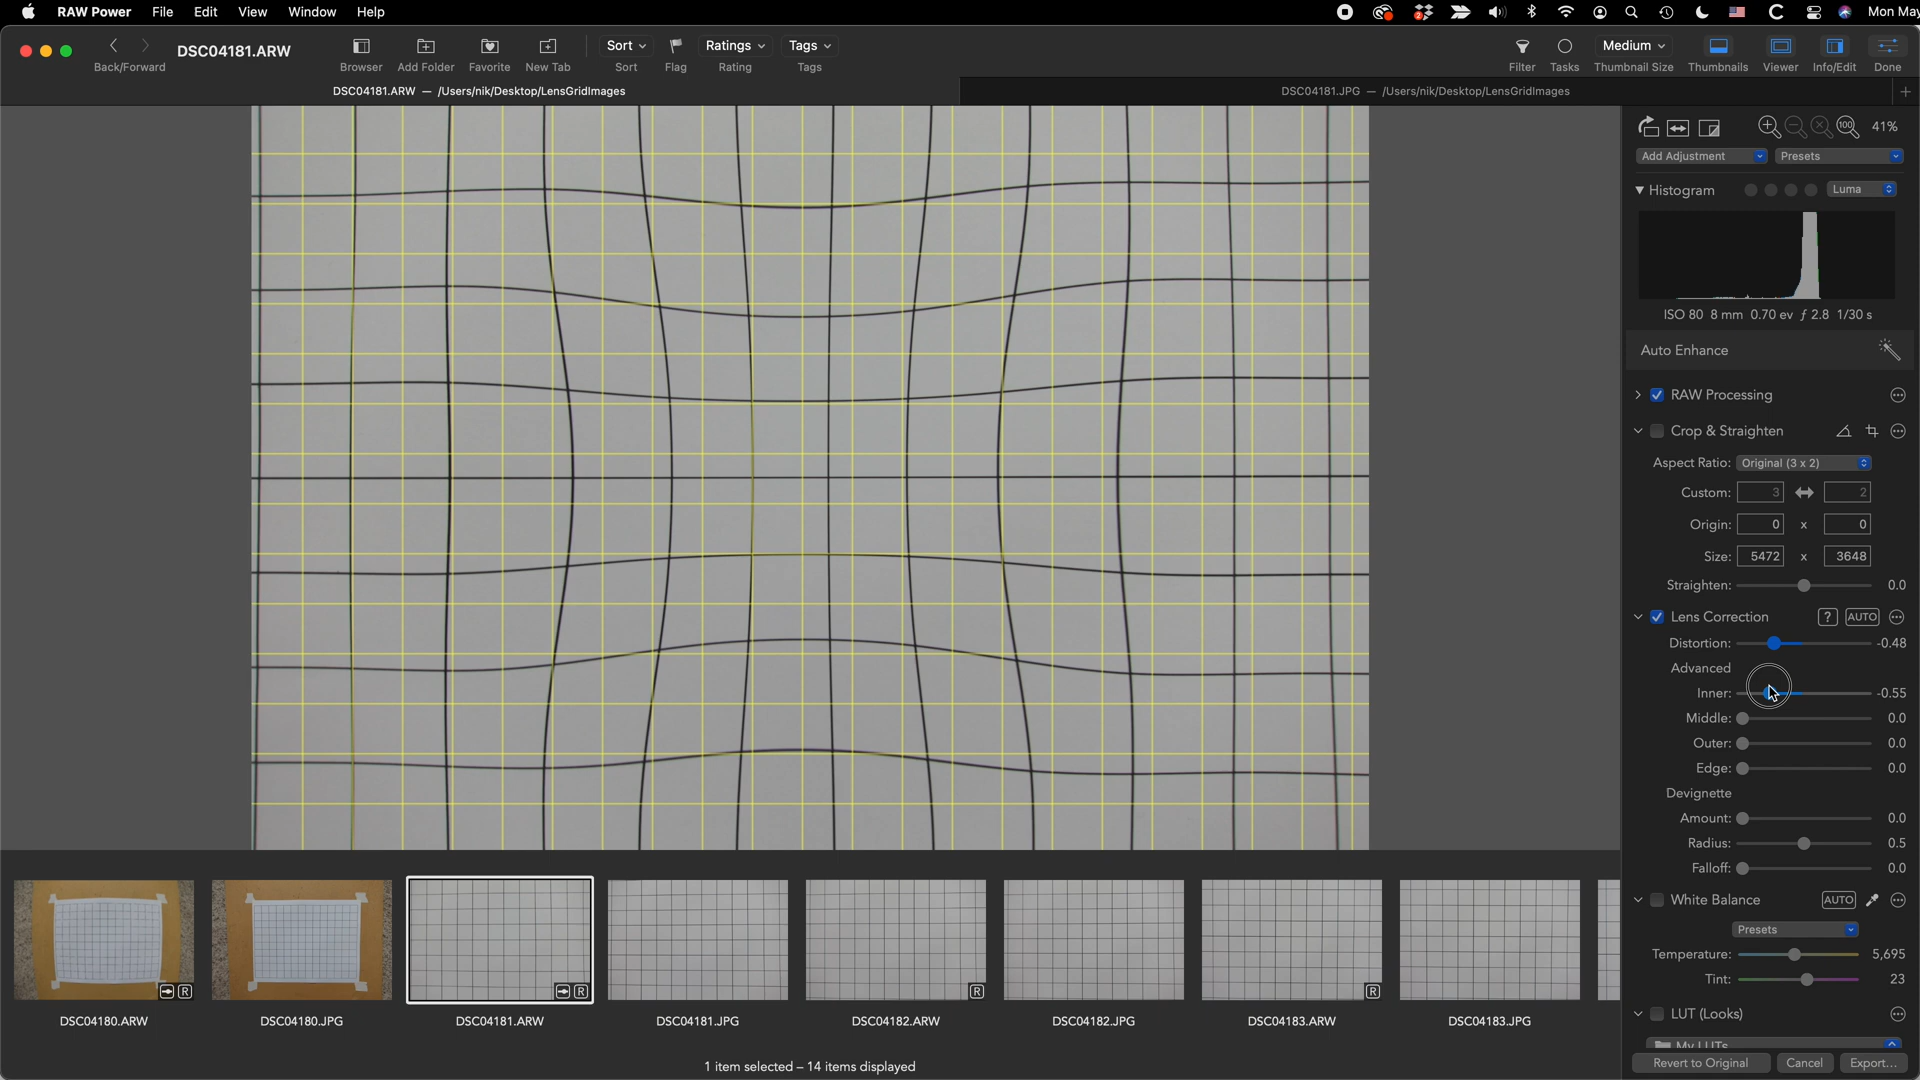 RAW Power File Edit View Window Help
2
Mon May
DSC04181.ARW
Sort Ratings Tags
Medium
Back/Forward Browser Add Folder Favorite New Tab Sort Flag Rating Tags Filter Tasks Thumbnail Size Thumbnails Viewer Info/Edit Done
DSC04181.ARW — /Users/nik/Desktop/LensGridImages
DSC04181.JPG — /Users/nik/Desktop/LensGridImages
100
41%
Add Adjustment Presets
Histogram Luma
ISO 80 8 mm 0.70 ev ƒ 2.8 1/30 s
Auto Enhance
RAW Processing
Crop & Straighten
Aspect Ratio: Original (3 x 2)
Custom: 3 2
Origin: 0 x 0
Size: 5472 x 3648
Straighten: 0.0
Lens Correction ? AUTO
Distortion: -0.48
Advanced
Inner: -0.55
Middle: 0.0
Outer: 0.0
Edge: 0.0
Devignette
Amount: 0.0
Radius: 0.5
Falloff: 0.0
White Balance AUTO
Presets
Temperature: 5,695
Tint: 23
LUT (Looks)
My LUTs
Revert to Original Cancel Export...
R R R R
DSC04180.ARW DSC04180.JPG DSC04181.ARW DSC04181.JPG DSC04182.ARW DSC04182.JPG DSC04183.ARW DSC04183.JPG
1 item selected – 14 items displayed